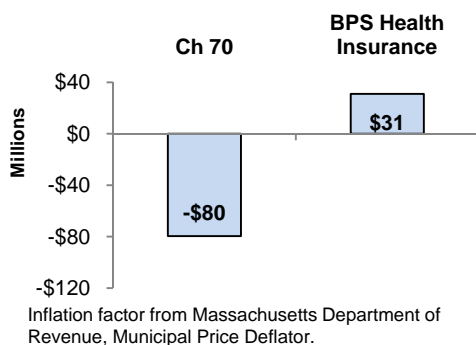 Ch 70
BPS Health
Insurance
Millions
$40
$0
-$40
-$80
-$120
-$80
$31
Inflation factor from Massachusetts Department of
Revenue, Municipal Price Deflator.